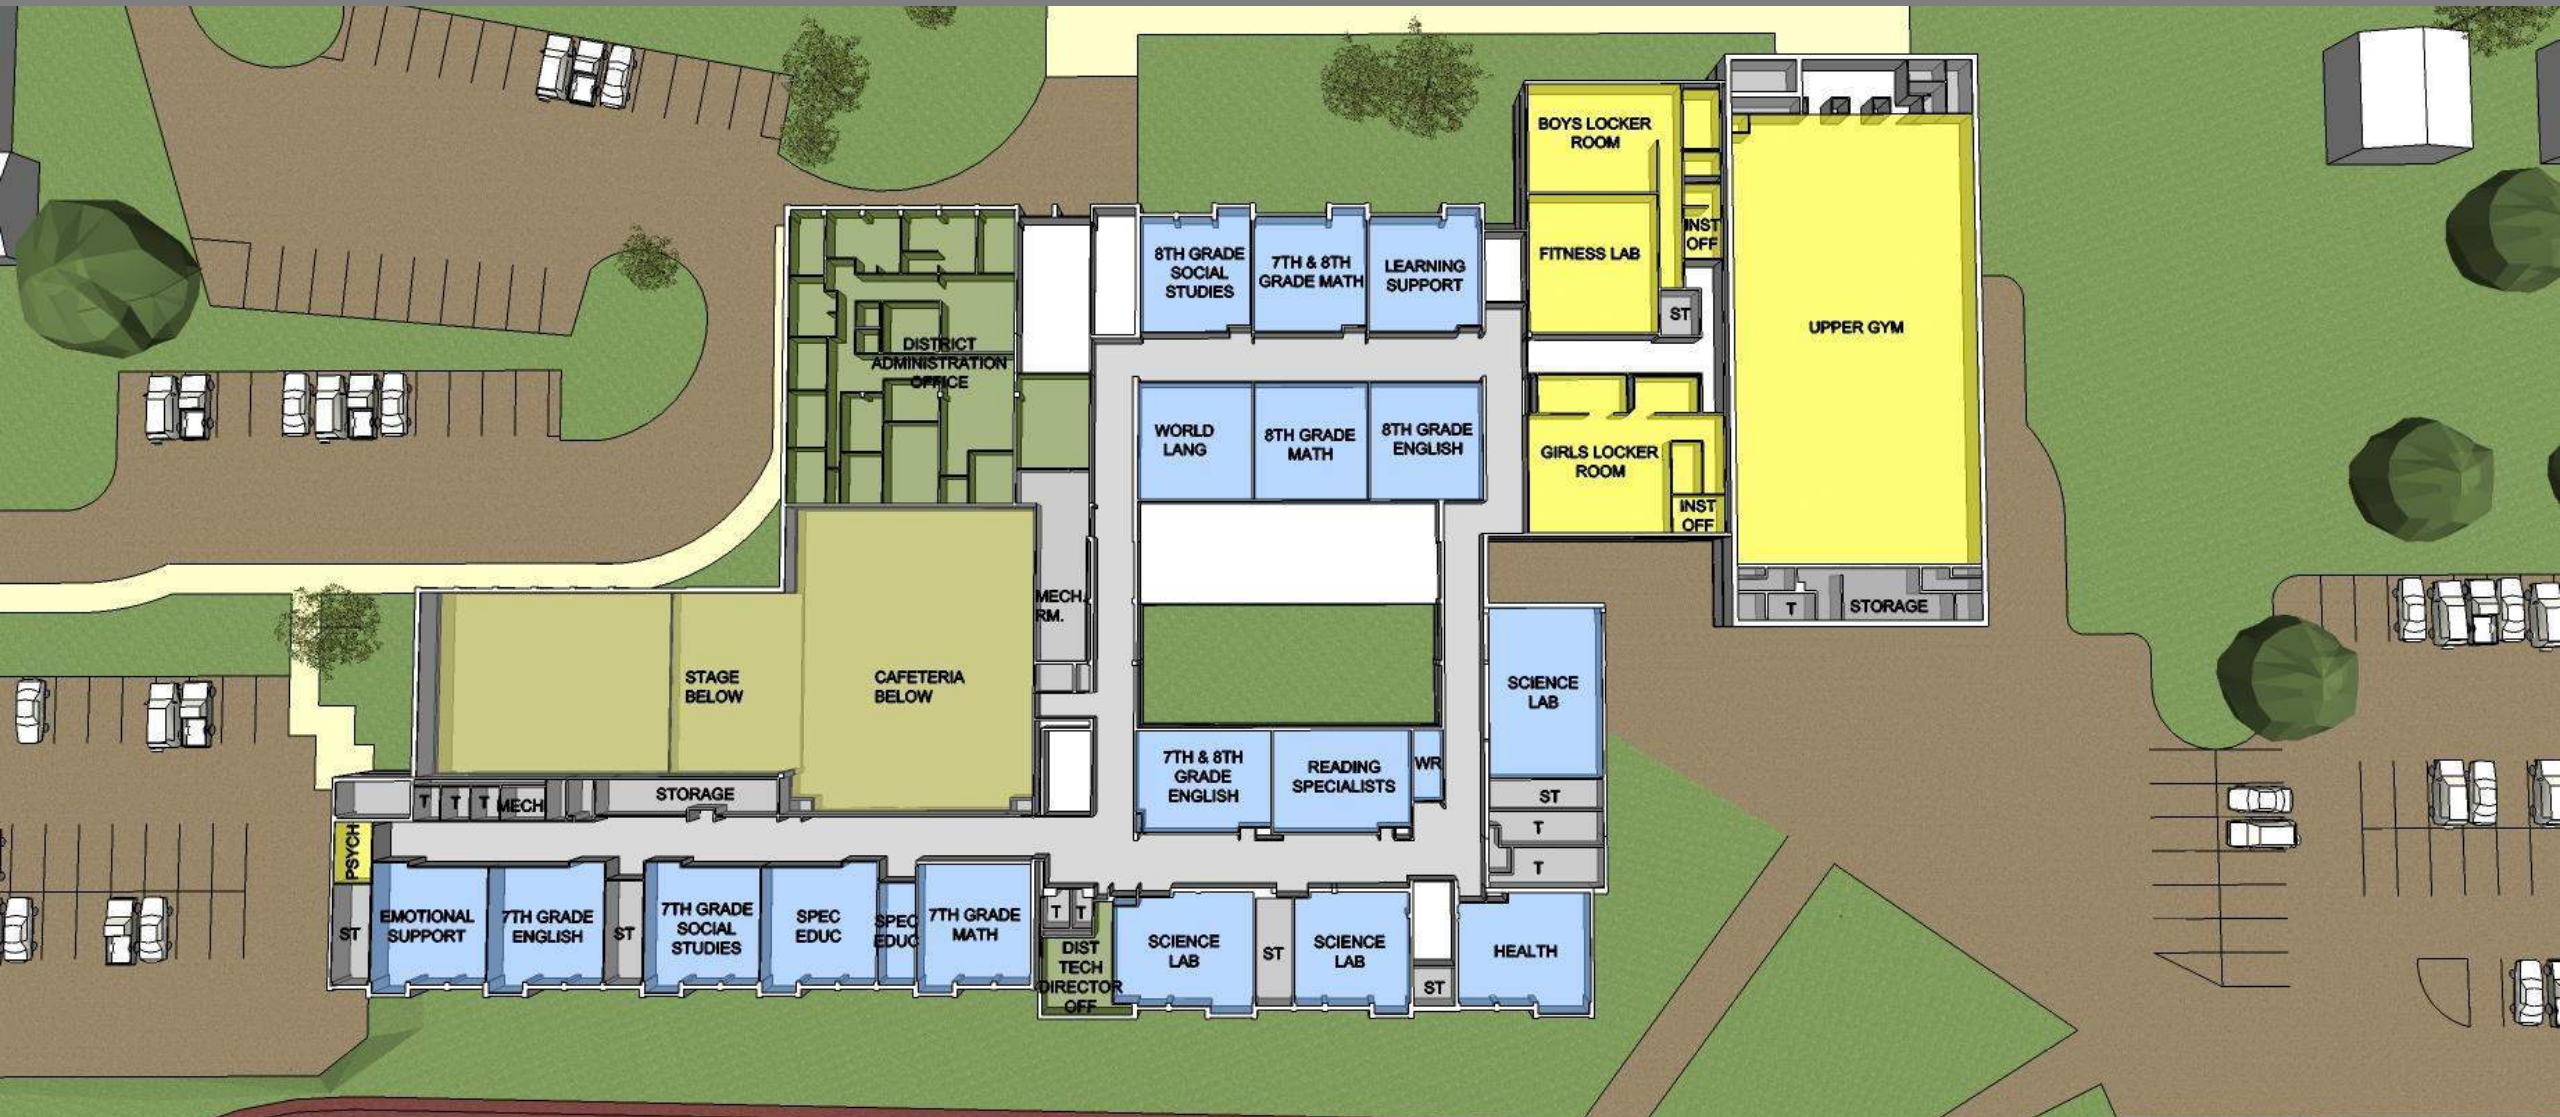 BOYS LOCKER
ROOM
INST
OFF
8TH GRADE
SOCIAL
STUDIES
7TH & 8TH
GRADE MATH
LEARNING
SUPPORT
FITNESS LAB
ST
UPPER GYM
DISTRICT
ADMINISTRATION
OFFICE
WORLD
LANG
8TH GRADE
MATH
8TH GRADE
ENGLISH
GIRLS LOCKER
ROOM
INST
OFF
MECH.
RM.
T
STORAGE
STAGE
BELOW
CAFETERIA
BELOW
SCIENCE
LAB
7TH & 8TH
GRADE
ENGLISH
READING
SPECIALISTS
WR
T
T
T
MECH
STORAGE
ST
T
T
PSYCH
ST
EMOTIONAL
SUPPORT
7TH GRADE
ENGLISH
ST
7TH GRADE
SOCIAL
STUDIES
SPEC
EDUC
SPEC
EDUC
7TH GRADE
MATH
T
T
DIST
TECH
DIRECTOR
OFF
SCIENCE
LAB
ST
SCIENCE
LAB
ST
HEALTH